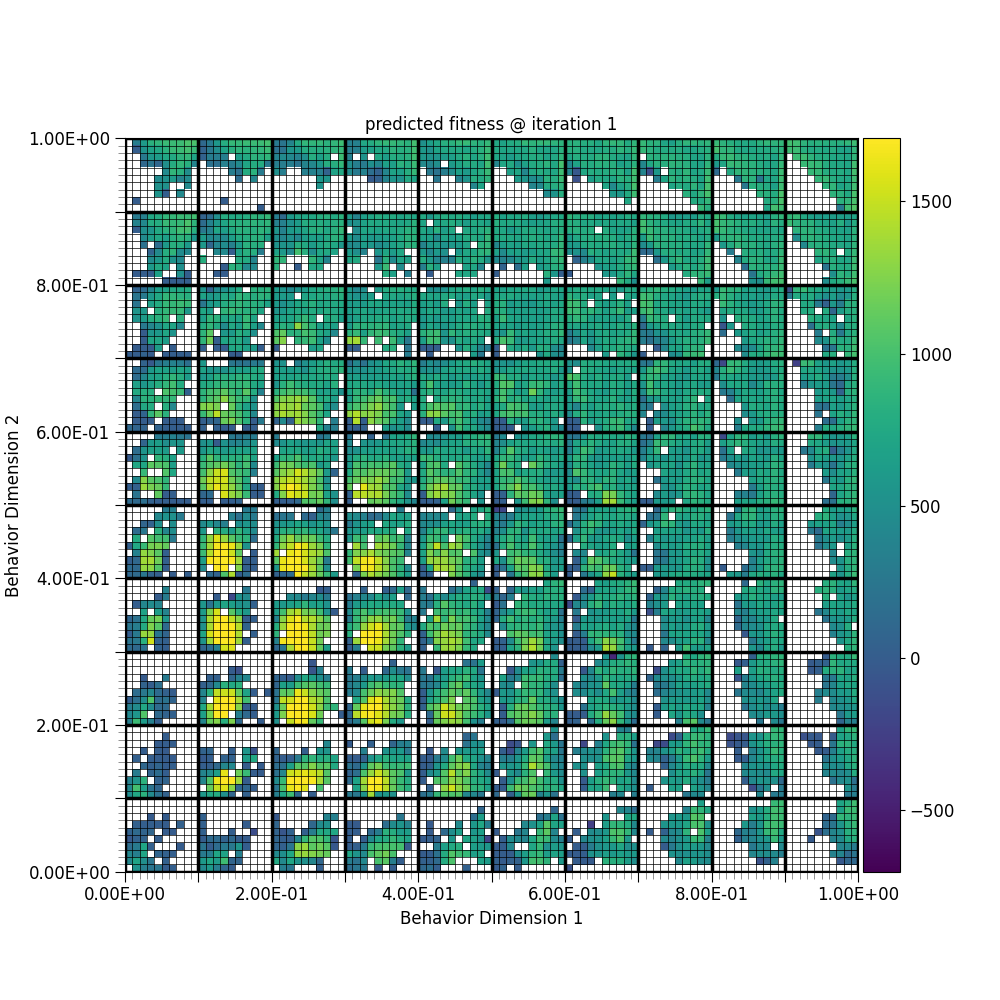 predicted fitness @ iteration 1
1.00E+00
8.00E-01
6.00E-01
4.00E-01
2.00E-01
0.00E+00
Behavior Dimension 2
0.00E+00 2.00E-01 4.00E-01 6.00E-01 8.00E-01 1.00E+00
Behavior Dimension 1
1500
1000
500
0
−500